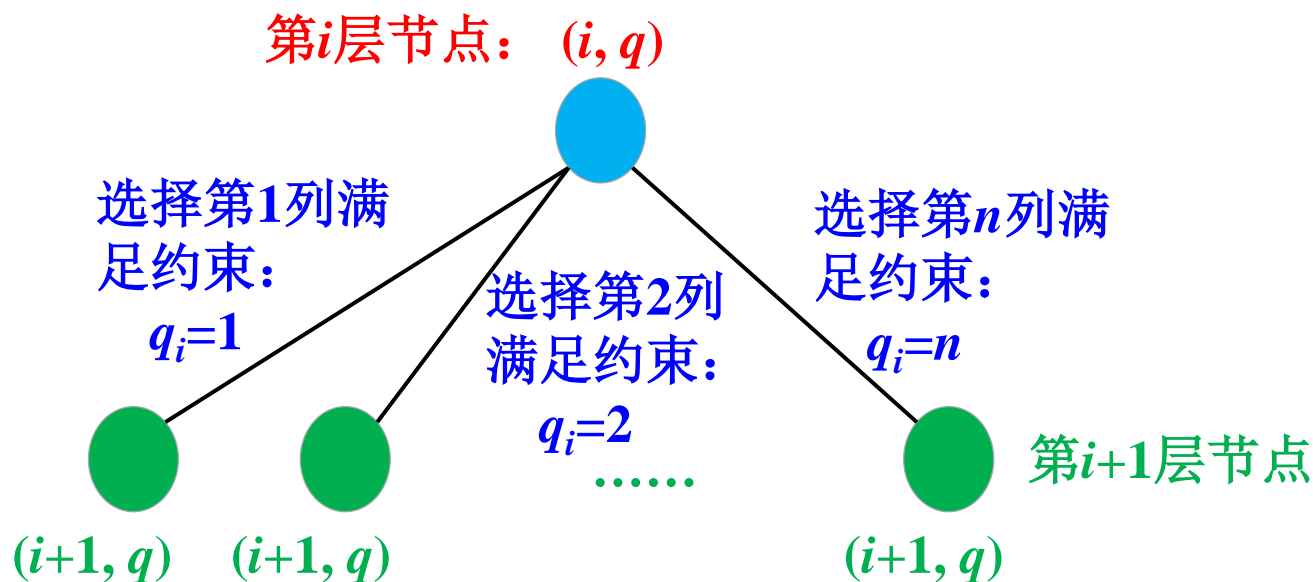 第i层节点： (i, q)
选择第1列满
足约束：
qi=1
选择第2列
满足约束：
qi=2
选择第n列满
足约束：
qi=n
……
第i+1层节点
(i+1, q)
(i+1, q)
(i+1, q)